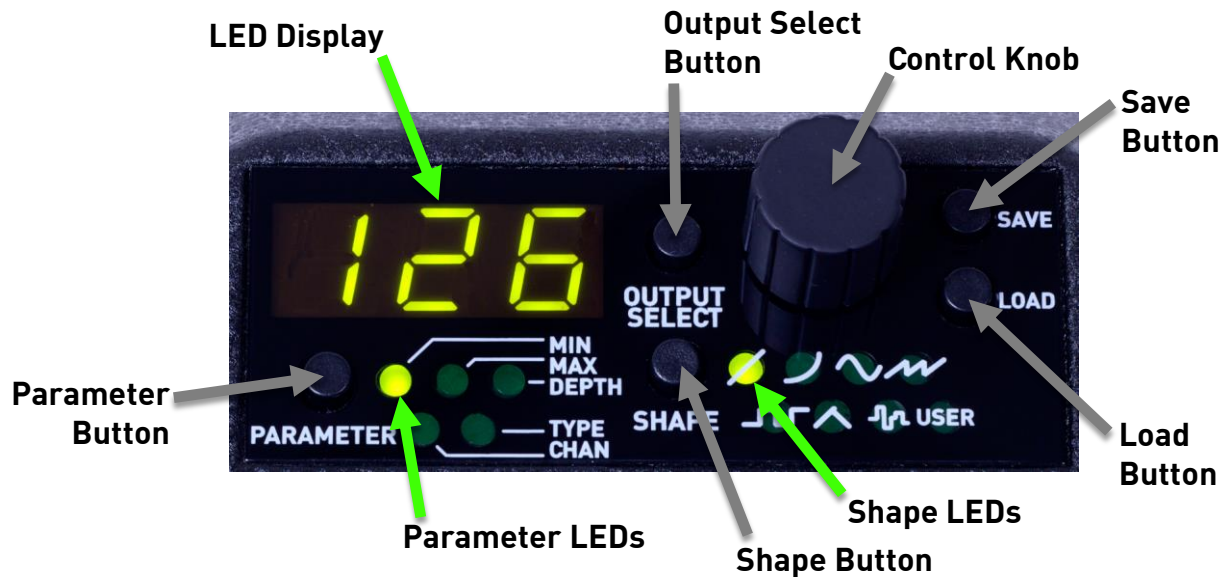 LED Display
Output Select
Button
Control Knob
Save
Button
126
SAVE
OUTPUT
SELECT
LOAD
MIN
MAX
DEPTH
Parameter
Button
PARAMETER
TYPE
CHAN
SHAPE
USER
Load
Button
Parameter LEDs
Shape LEDs
Shape Button